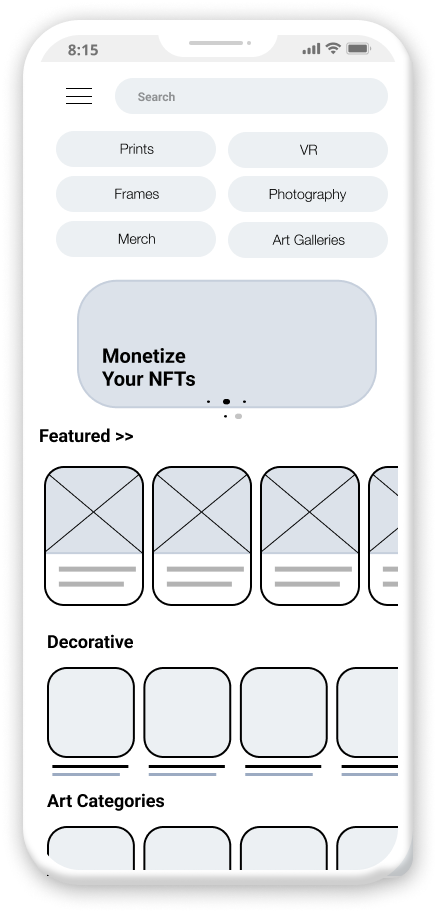 8:15
Search
Prints
VR
Frames
Photography
Merch
Art Galleries
Monetize
Your NFTs
Featured >>
Decorative
Art Categories